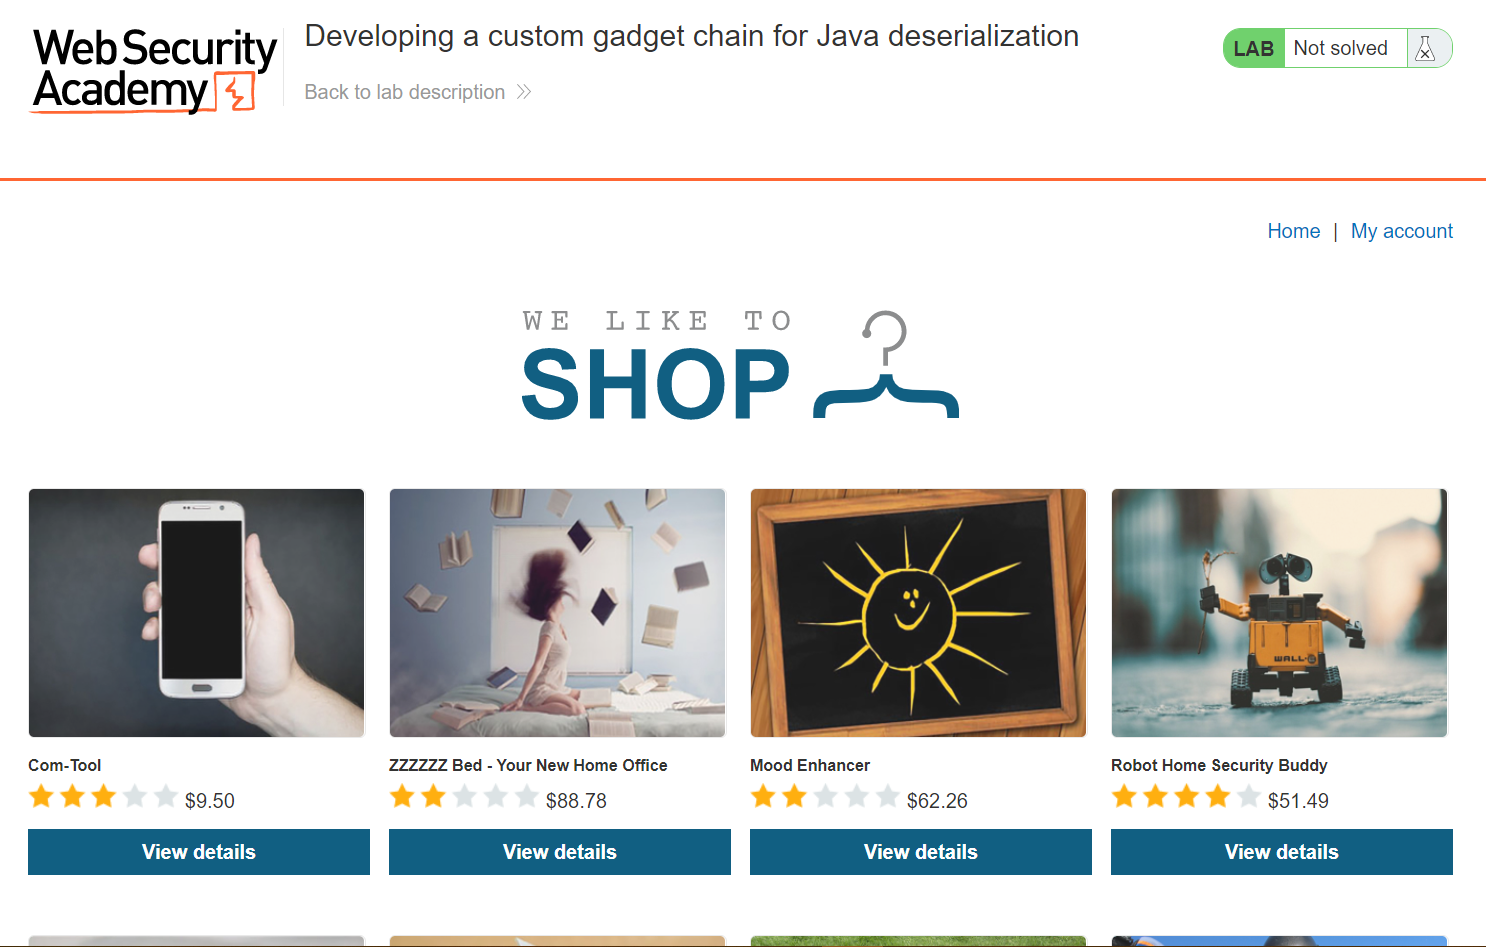 Web Security
Academy
Developing a custom gadget chain for Java deserialization
Back to lab description
LAB Not solved
Home | My account
WE LIKE TO
SHOP
WALL-E
Com-Tool
$9.50
View details
ZZZZZZ Bed - Your New Home Office
$88.78
View details
Mood Enhancer
$62.26
View details
Robot Home Security Buddy
$51.49
View details